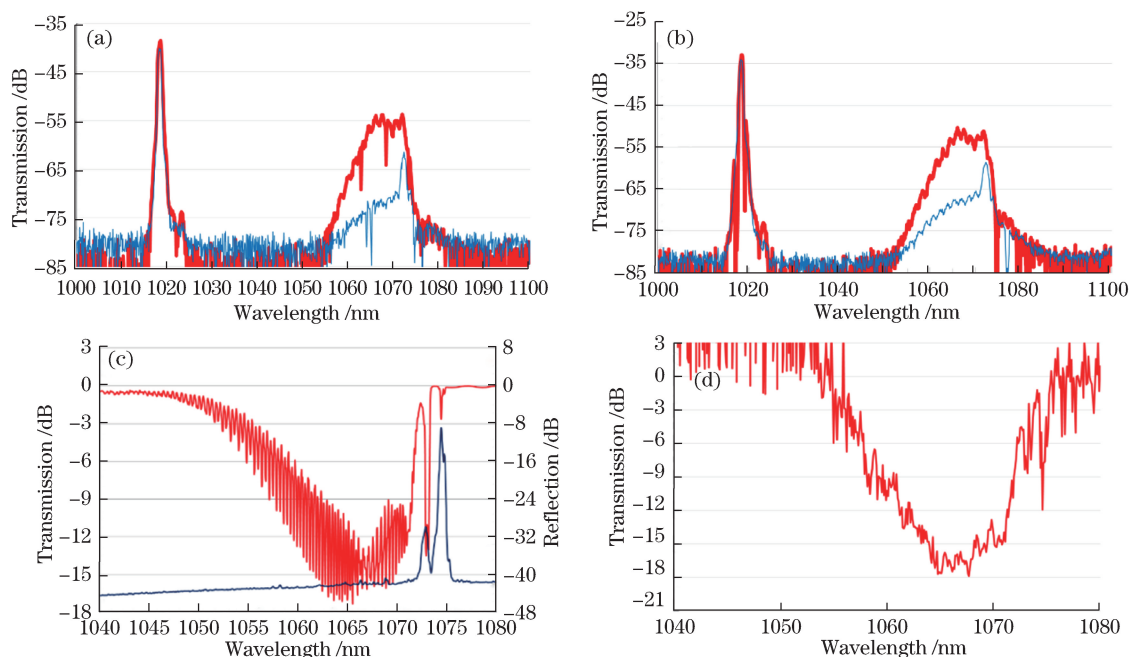 (a)
Transmission /dB
−35
−45
−55
−65
−75
−85
1000 1010 1020 1030 1040 1050 1060 1070 1080 1090 1100
Wavelength /nm
(b)
Transmission /dB
−25
−35
−45
−55
−65
−75
−85
1000 1020 1040 1060 1080 1100
Wavelength /nm
(c)
Transmission /dB
3
0
−3
−6
−9
−12
−15
−18
8
0
−8
−16
−24
−32
−40
−48
Reflection /dB
1040 1045 1050 1055 1060 1065 1070 1075 1080
Wavelength /nm
(d)
Transmission /dB
3
0
−3
−6
−9
−12
−15
−18
−21
1040 1050 1060 1070 1080
Wavelength /nm